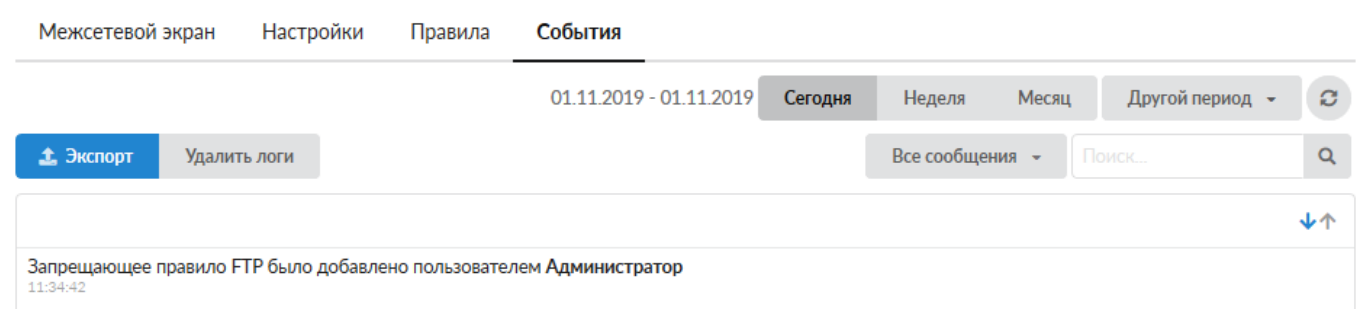 Межсетевой экран Настройки Правила События
01.11.2019 - 01.11.2019 Сегодня Неделя Месяц Другой период
Экспорт Удалить логи Все сообщения Поиск...
Запрещающее правило FTP было добавлено пользователем Администратор
11:34:42